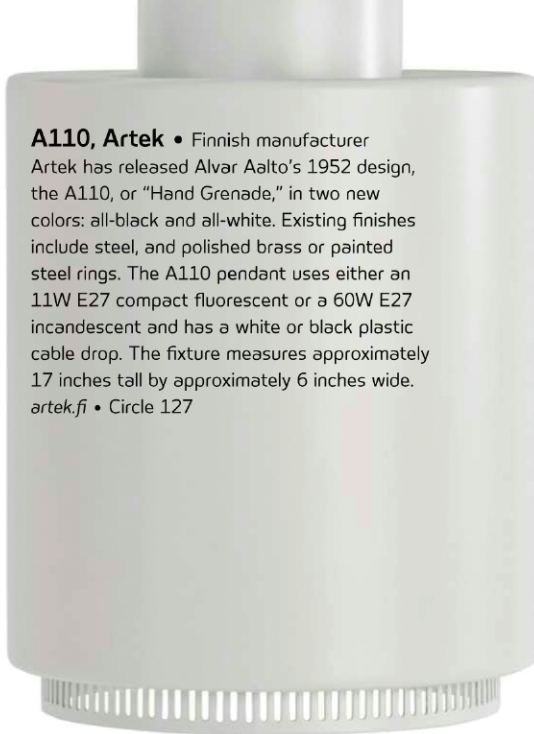 A110, Artek • Finnish manufacturer
Artek has released Alvar Aalto’s 1952 design,
the A110, or “Hand Grenade,” in two new
colors: all-black and all-white. Existing finishes
include steel, and polished brass or painted
steel rings. The A110 pendant uses either an
11W E27 compact fluorescent or a 60W E27
incandescent and has a white or black plastic
cable drop. The fixture measures approximately
17 inches tall by approximately 6 inches wide.
artek.fi • Circle 127